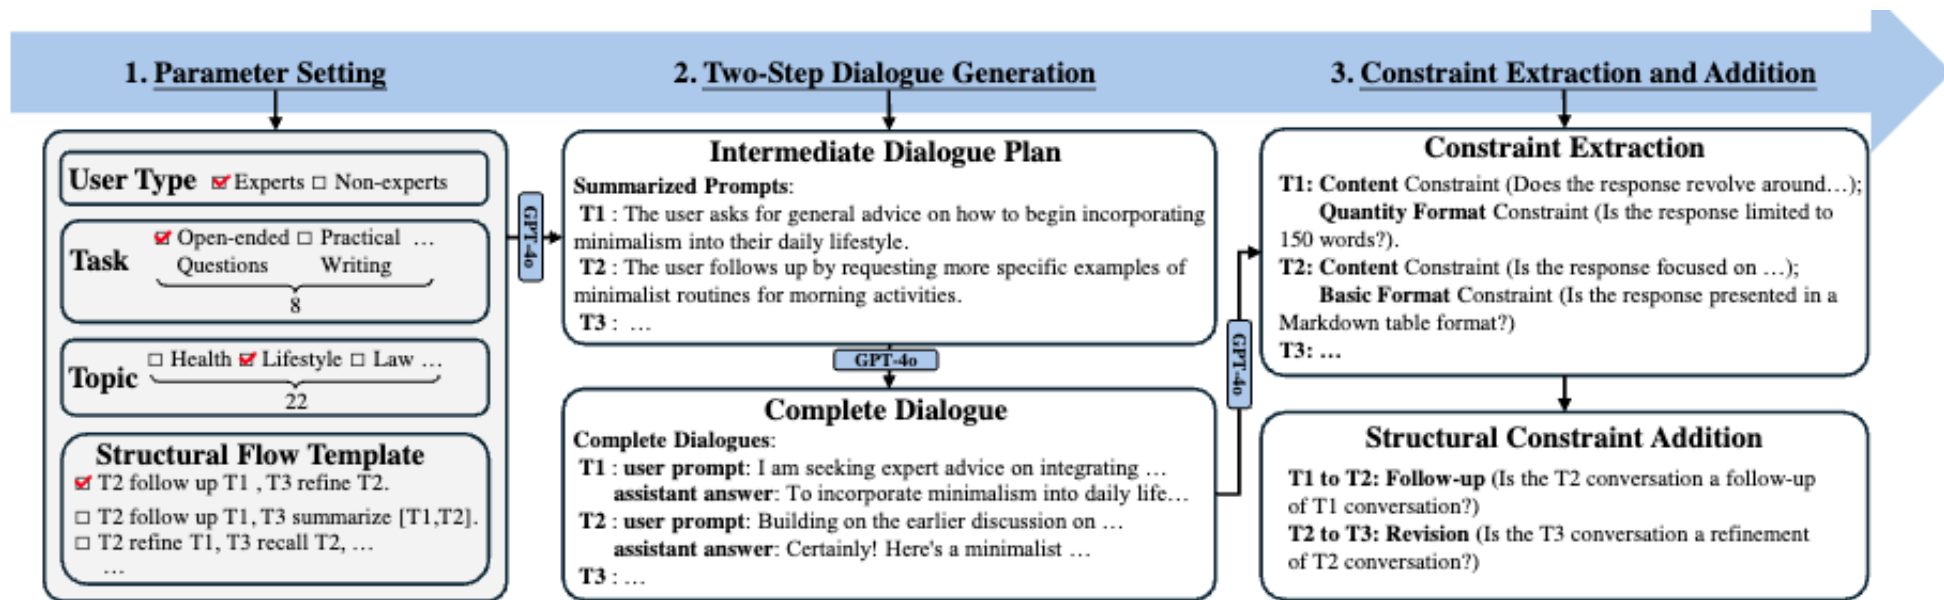 1. Parameter Setting
2. Two-Step Dialogue Generation
3. Constraint Extraction and Addition
User Type ☑ Experts ☐ Non-experts
Task
☑ Open-ended Questions ☐ Practical Writing …
8
Topic
☐ Health ☑ Lifestyle ☐ Law …
22
Structural Flow Template
☑ T2 follow up T1 , T3 refine T2.
☐ T2 follow up T1, T3 summarize [T1,T2].
☐ T2 refine T1, T3 recall T2, …
…
GPT-4o
Intermediate Dialogue Plan
Summarized Prompts:
T1 : The user asks for general advice on how to begin incorporating
minimalism into their daily lifestyle.
T2 : The user follows up by requesting more specific examples of
minimalist routines for morning activities.
T3 : …
GPT-4o
Complete Dialogue
Complete Dialogues:
T1 : user prompt: I am seeking expert advice on integrating …
assistant answer: To incorporate minimalism into daily life…
T2 : user prompt: Building on the earlier discussion on …
assistant answer: Certainly! Here's a minimalist …
T3 : …
GPT-4o
Constraint Extraction
T1: Content Constraint (Does the response revolve around…);
Quantity Format Constraint (Is the response limited to
150 words?).
T2: Content Constraint (Is the response focused on …);
Basic Format Constraint (Is the response presented in a
Markdown table format?)
T3: …
Structural Constraint Addition
T1 to T2: Follow-up (Is the T2 conversation a follow-up
of T1 conversation?)
T2 to T3: Revision (Is the T3 conversation a refinement
of T2 conversation?)